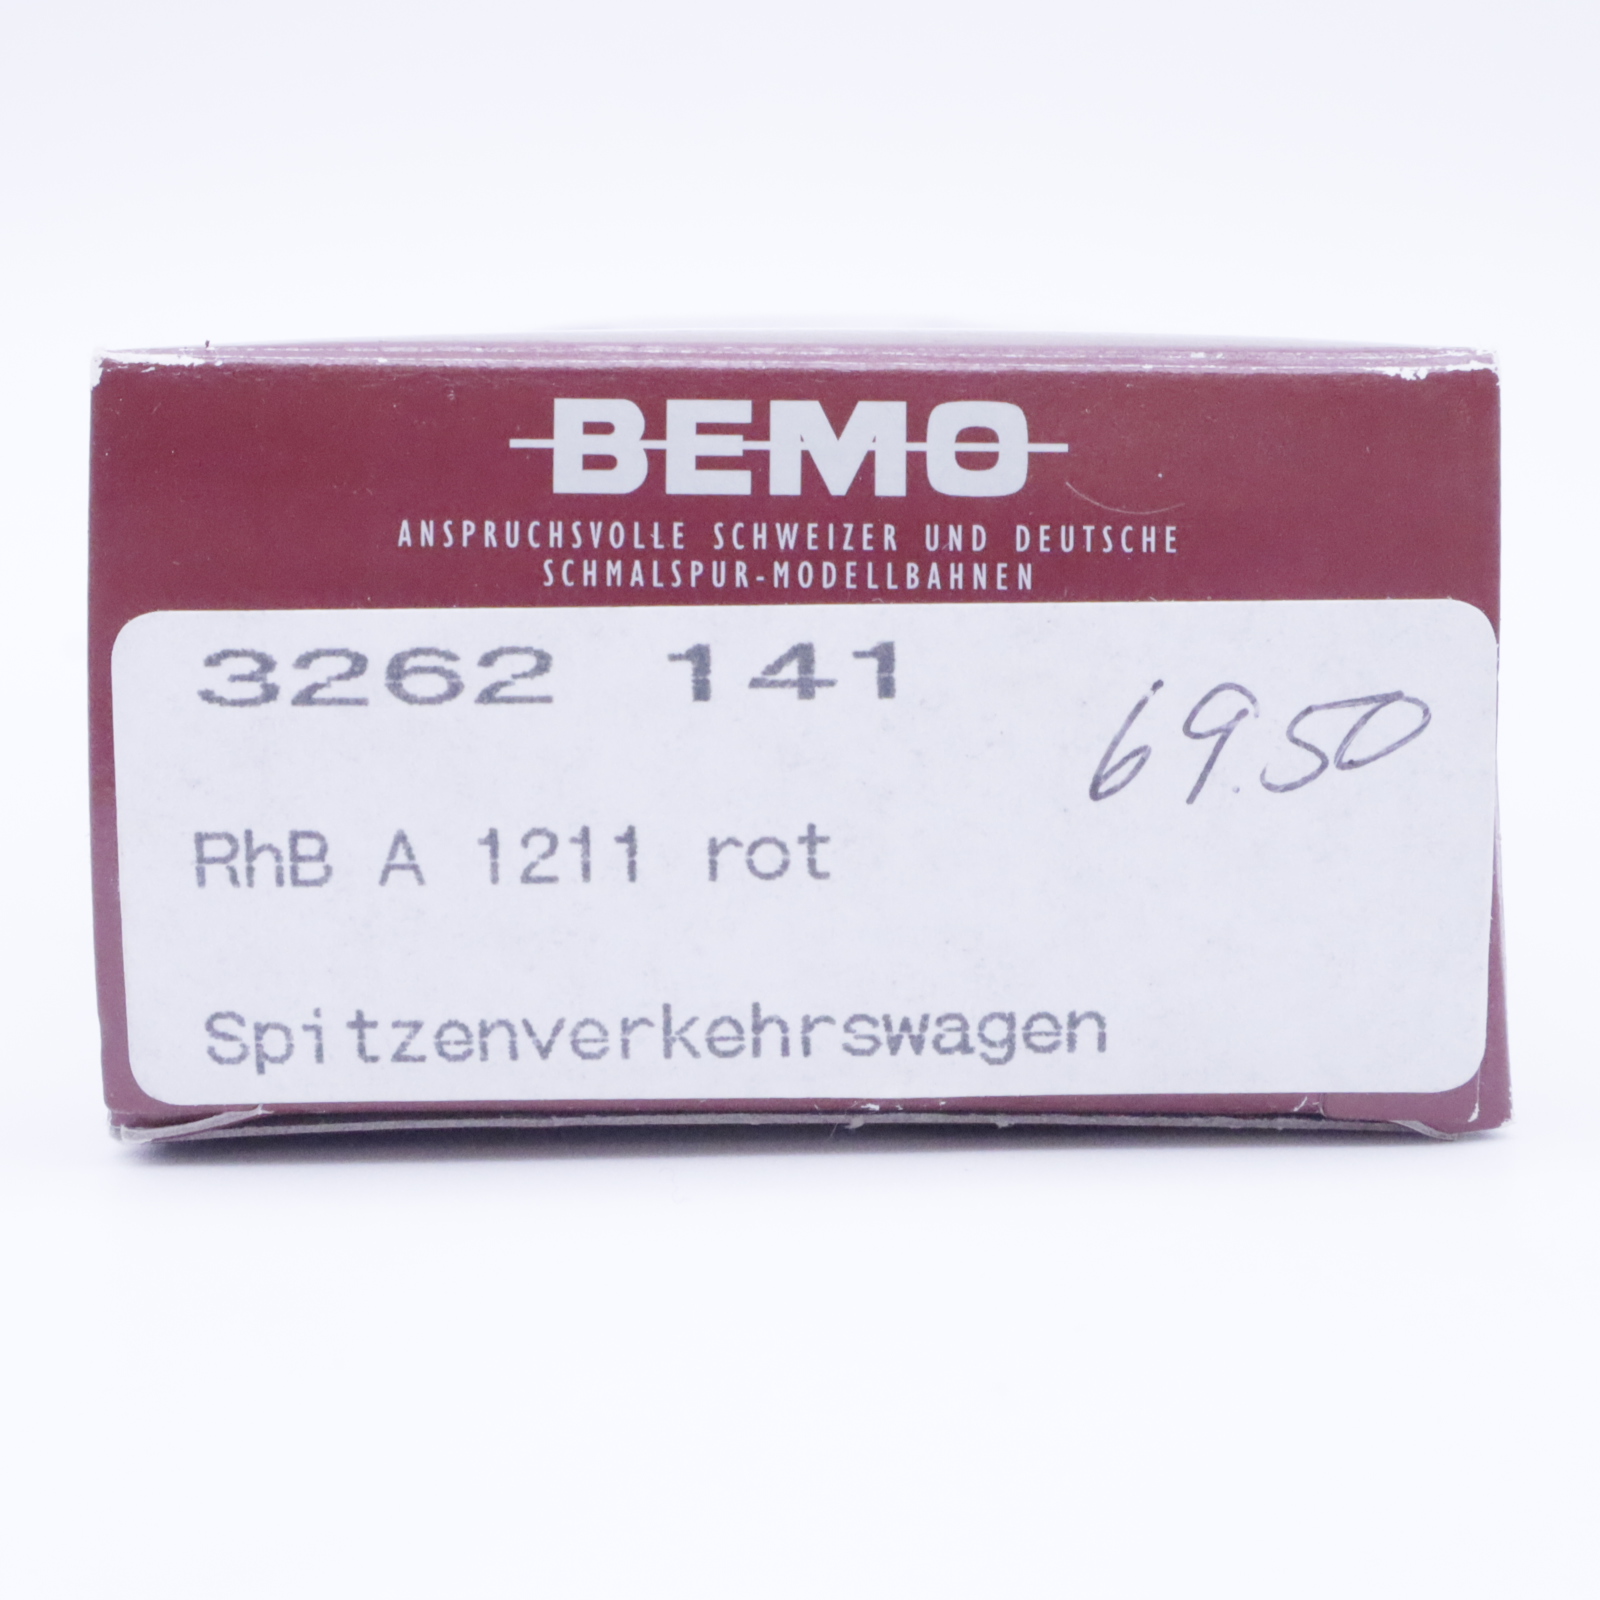 BEMO
ANSPRUCHSVOLLE SCHWEIZER UND DEUTSCHE
SCHMALSPUR-MODELLBAHNEN
3262 141
69.50
RhB A 1211 rot
Spitzenverkehrswagen